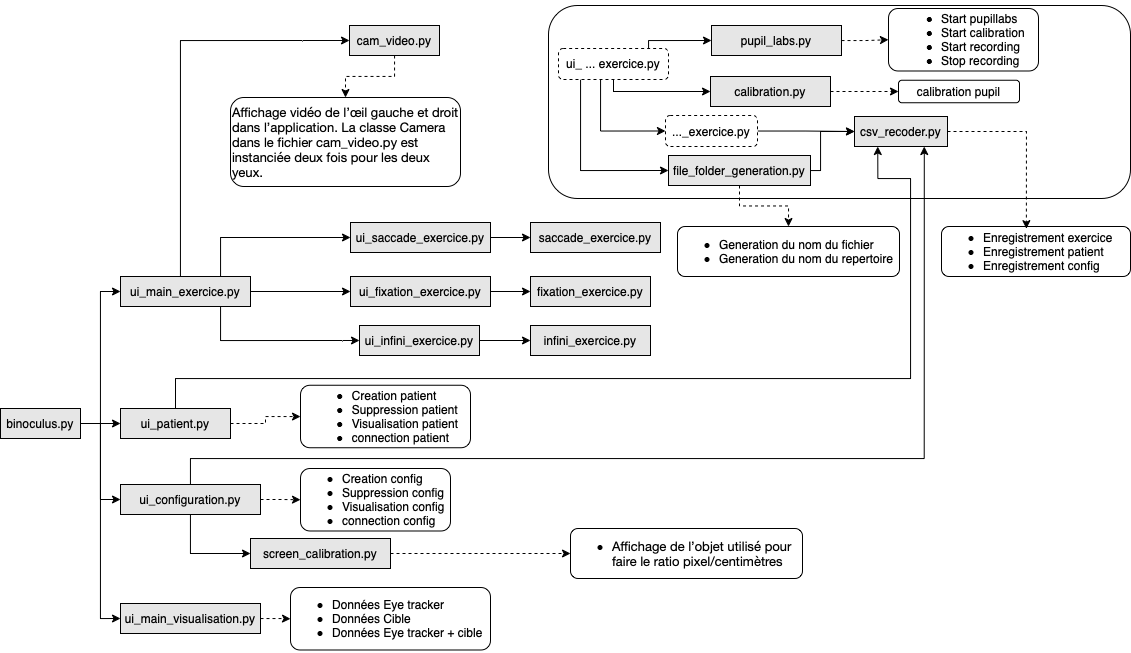 cam_video.py
Affichage vidéo de l'œil gauche et droit
dans l'application. La classe Camera
dans le fichier cam_video.py est
instanciée deux fois pour les deux
yeux.
ui_ ... exercice.py
pupil_labs.py
• Start pupillabs
• Start calibration
• Start recording
• Stop recording
calibration.py
calibration pupil
..._exercice.py
csv_recoder.py
file_folder_generation.py
• Generation du nom du fichier
• Generation du nom du repertoire
• Enregistrement exercice
• Enregistrement patient
• Enregistrement config
ui_main_exercice.py
ui_saccade_exercice.py
saccade_exercice.py
ui_fixation_exercice.py
fixation_exercice.py
ui_infini_exercice.py
infini_exercice.py
binoculus.py
ui_patient.py
• Creation patient
• Suppression patient
• Visualisation patient
• connection patient
ui_configuration.py
• Creation config
• Suppression config
• Visualisation config
• connection config
screen_calibration.py
• Affichage de l'objet utilisé pour
faire le ratio pixel/centimètres
ui_main_visualisation.py
• Données Eye tracker
• Données Cible
• Données Eye tracker + cible